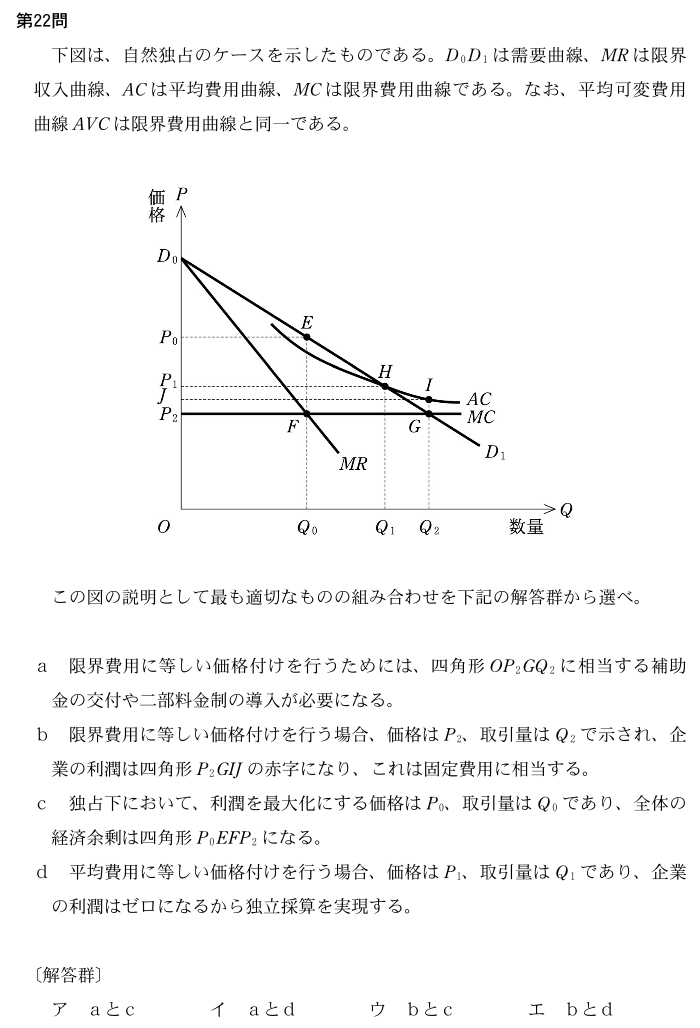 第22問
下図は、自然独占のケースを示したものである。D₀D₁は需要曲線、MRは限界
収入曲線、ACは平均費用曲線、MCは限界費用曲線である。なお、平均可変費用
曲線AVCは限界費用曲線と同一である。
価格 P
D₀
E
P₀
H
P₁
I
J
AC
P₂
MC
F
G
D₁
MR
O
Q₀
Q₁
Q₂
数量
Q
この図の説明として最も適切なものの組み合わせを下記の解答群から選べ。
a 限界費用に等しい価格付けを行うためには、四角形OP₂GQ₂に相当する補助
金の交付や二部料金制の導入が必要になる。
b 限界費用に等しい価格付けを行う場合、価格はP₂、取引量はQ₂で示され、企
業の利潤は四角形P₂GIJの赤字になり、これは固定費用に相当する。
c 独占下において、利潤を最大化にする価格はP₀、取引量はQ₀であり、全体の
経済余剰は四角形P₀EFP₂になる。
d 平均費用に等しい価格付けを行う場合、価格はP₁、取引量はQ₁であり、企業
の利潤はゼロになるから独立採算を実現する。
〔解答群〕
ア aとc イ aとd ウ bとc エ bとd